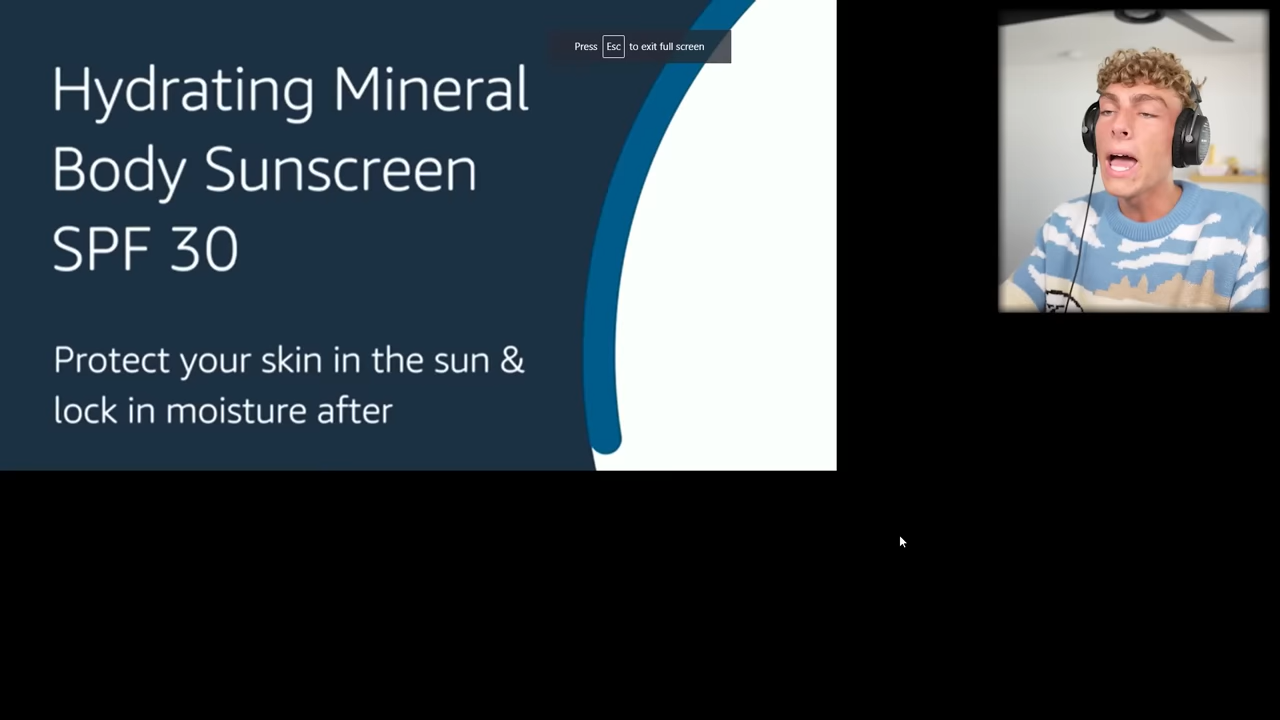 Press Esc to exit full screen
Hydrating Mineral
Body Sunscreen
SPF 30
Protect your skin in the sun &
lock in moisture after